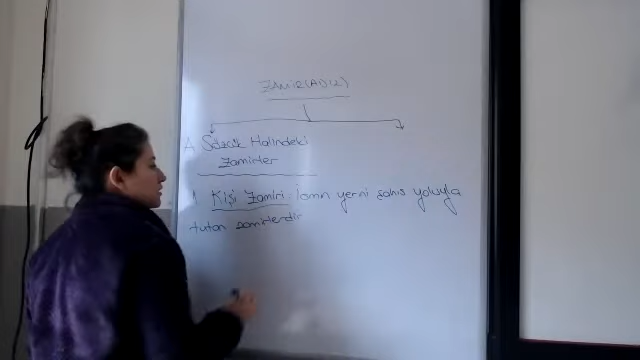 ZAMİR(ADIL)
A. Sözcük Halindeki
Zamirler
1. Kişi Zamiri: İsmin yerini şahıs yoluyla
tutan zamirlerdir